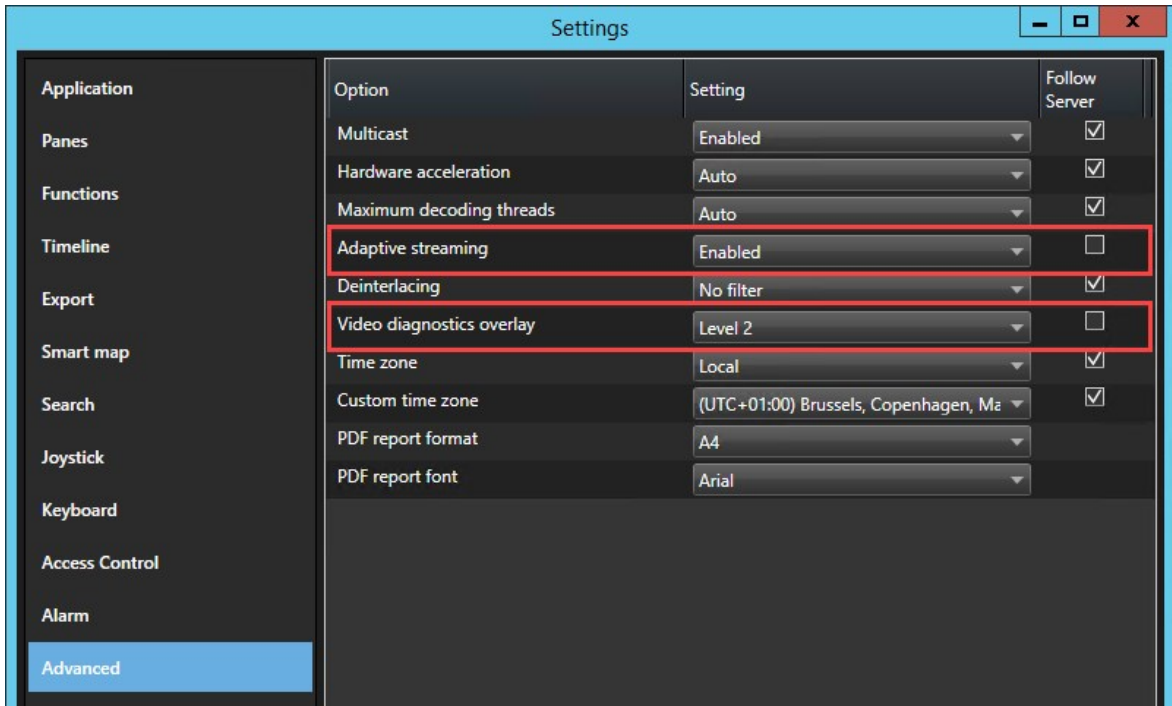 Settings
Application
Panes
Functions
Timeline
Export
Smart map
Search
Joystick
Keyboard
Access Control
Alarm
Advanced
Option Setting Follow
Server
Multicast Enabled
Hardware acceleration Auto
Maximum decoding threads Auto
Adaptive streaming Enabled
Deinterlacing No filter
Video diagnostics overlay Level 2
Time zone Local
Custom time zone (UTC+01:00) Brussels, Copenhagen, Ma
PDF report format A4
PDF report font Arial